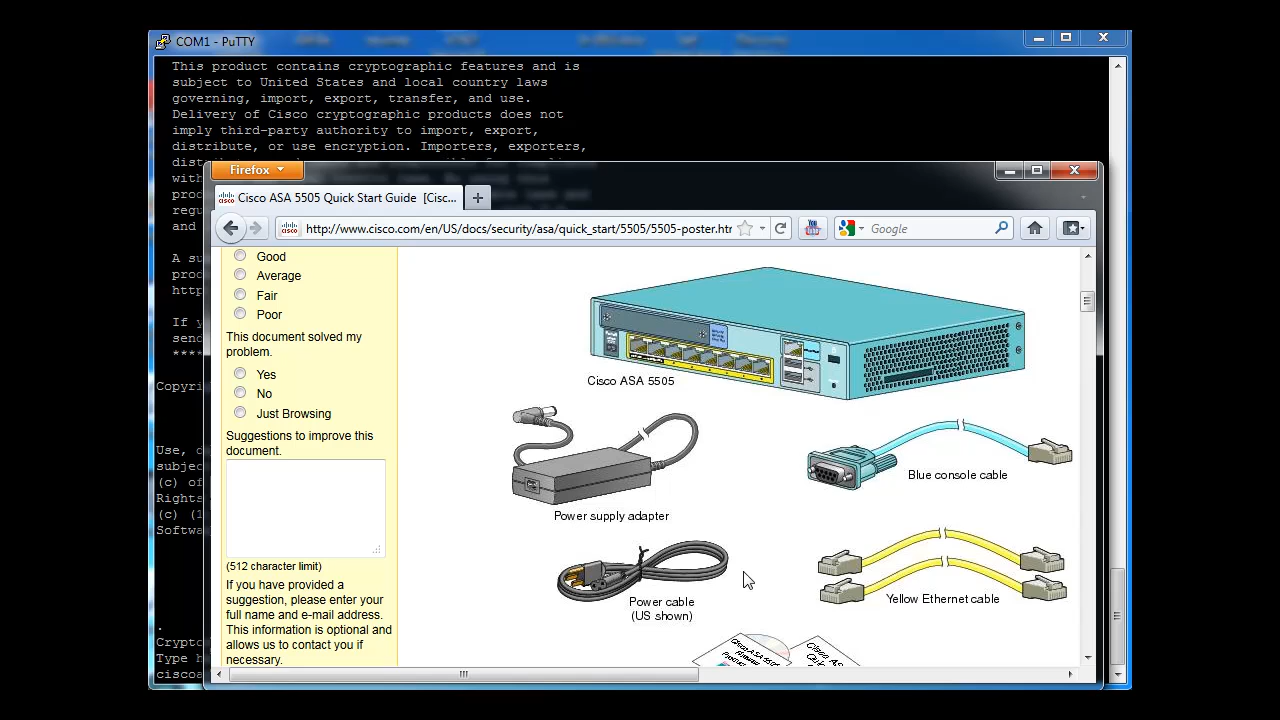 COM1 - PuTTY
This product contains cryptographic features and is
subject to United States and local country laws
governing, import, export, transfer, and use.
Delivery of Cisco cryptographic products does not
imply third-party authority to import, export,
distribute, or use encryption. Importers, exporters,
Firefox
Cisco ASA 5505 Quick Start Guide [Cisc...
http://www.cisco.com/en/US/docs/security/asa/quick_start/5505/5505-poster.htm
Google
Good
Average
Fair
Poor
This document solved my
problem.
Yes
No
Just Browsing
Suggestions to improve this
document.
(512 character limit)
If you have provided a
suggestion, please enter your
full name and e-mail address.
This information is optional and
allows us to contact you if
necessary.
Cisco ASA 5505
Power supply adapter
Blue console cable
Power cable
(US shown)
Yellow Ethernet cable
A su
If y
send
****
Use, d
subjec
(c) of
Rights
(c) (1
Softwa
.
Crypto
Type h
ciscoa